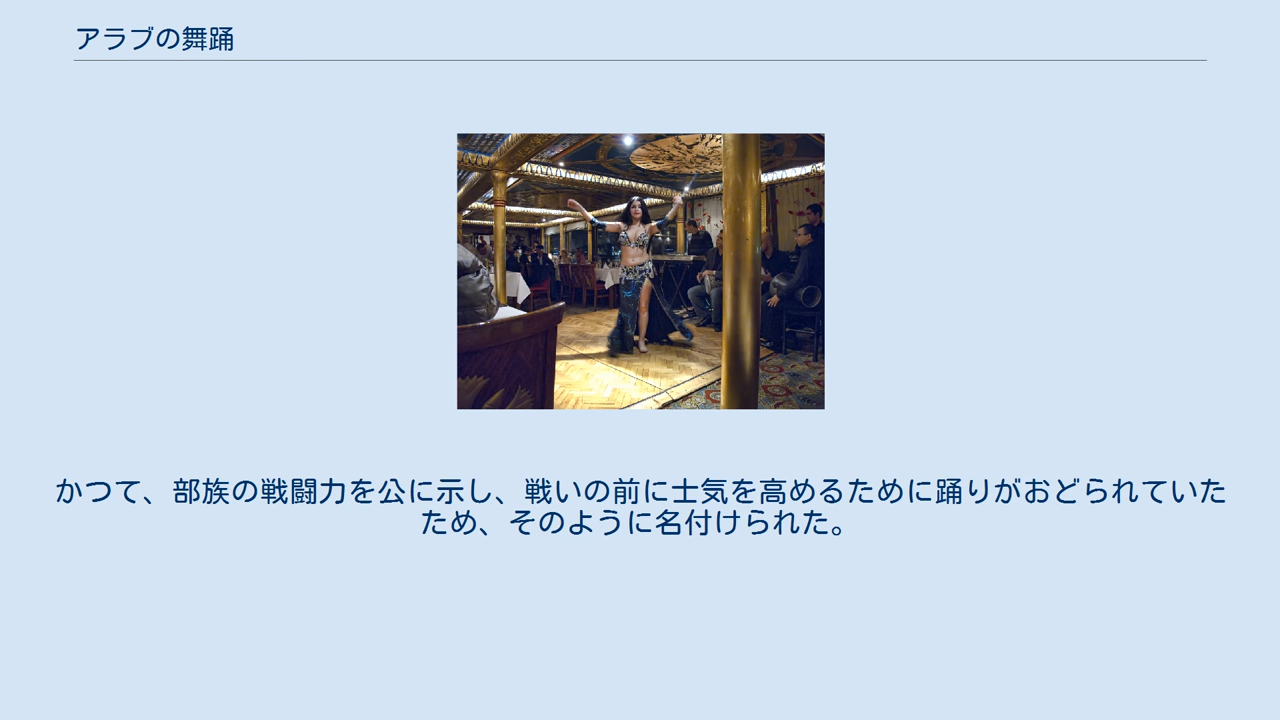 アラブの舞踊
かつて、部族の戦闘力を公に示し、戦いの前に士気を高めるために踊りがおどられていた
ため、そのように名付けられた。